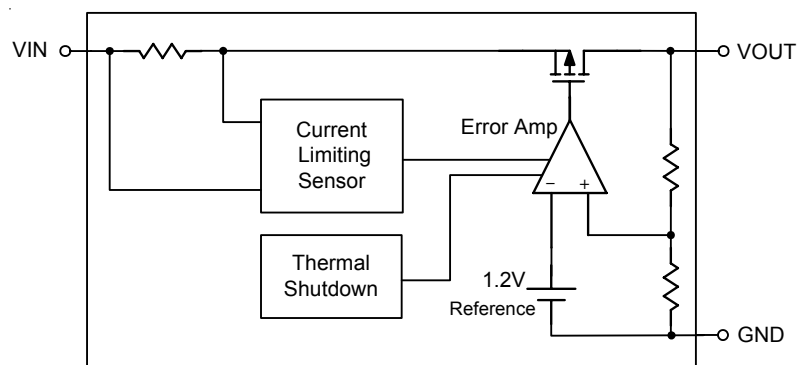 VIN
VOUT
Error Amp
Current
Limiting
Sensor
− +
Thermal
Shutdown
1.2V
Reference
GND